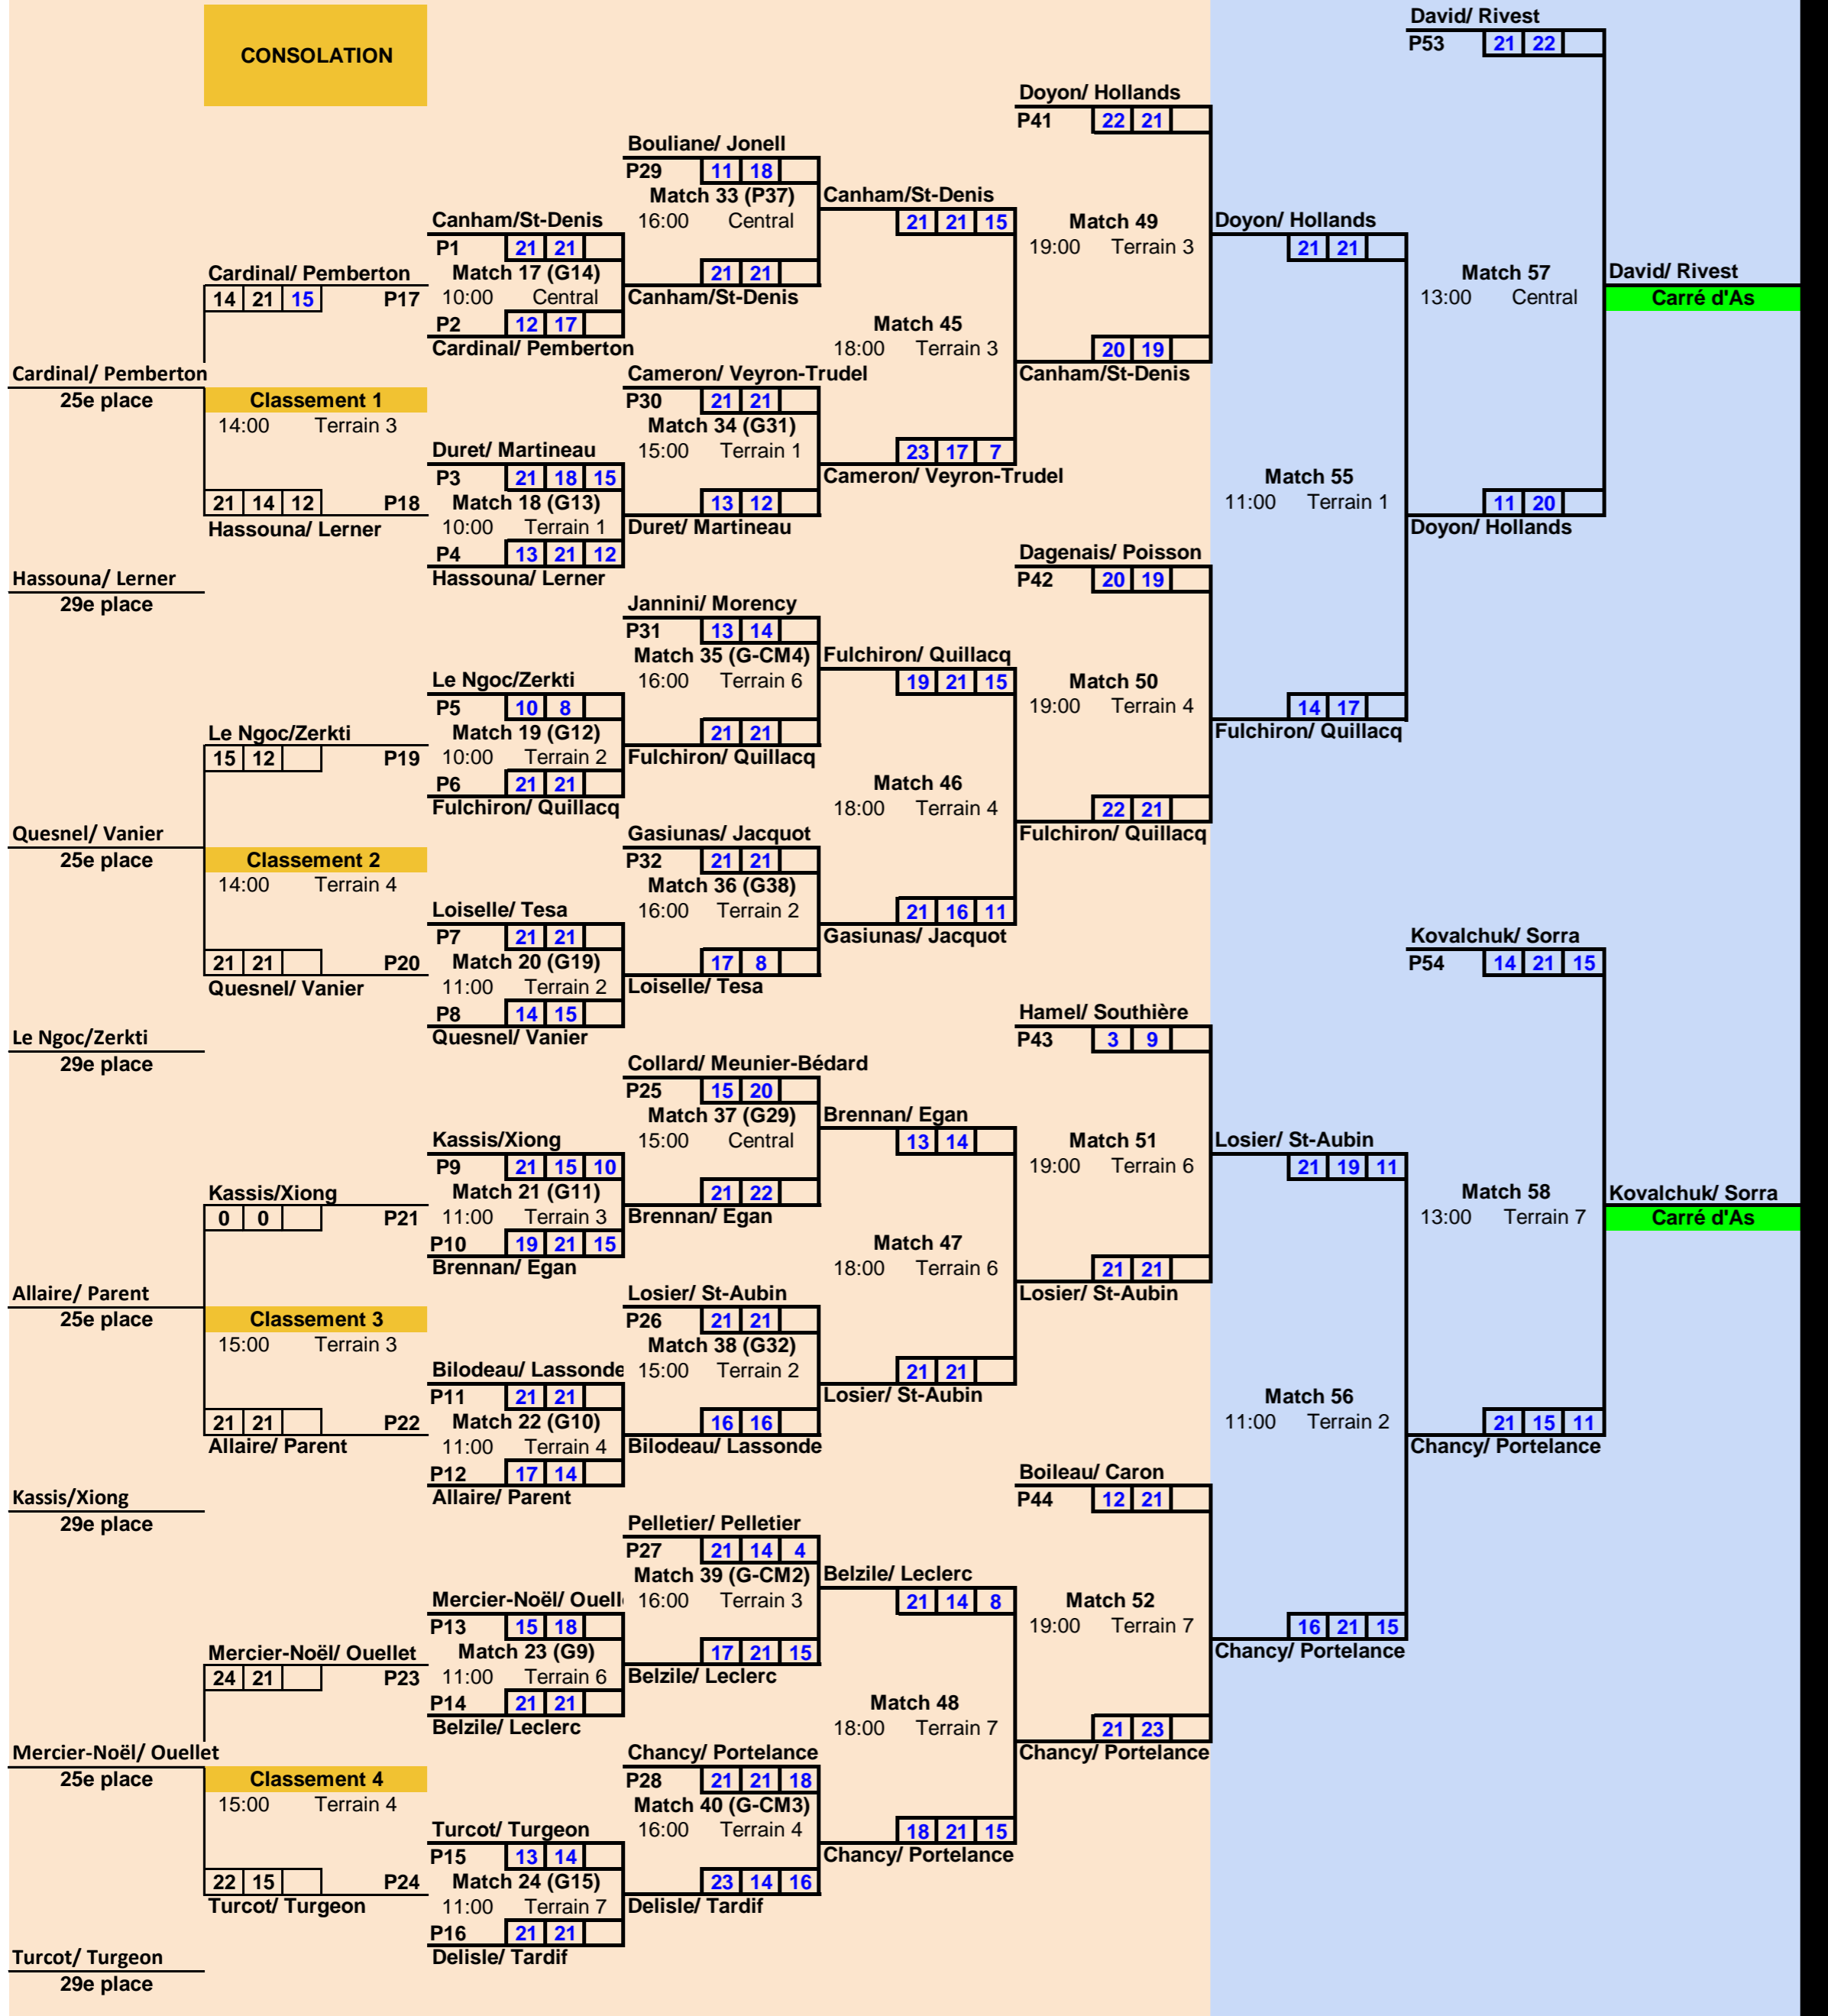 CONSOLATION
David/ Rivest
P53 21 22
Doyon/ Hollands
P41 22 21
Bouliane/ Jonell
P29 11 18
Match 33 (P37)
Canham/St-Denis
16:00 Central
21 21 15
Match 49
19:00 Terrain 3
Canham/St-Denis
P1 21 21
Match 17 (G14)
10:00 Central
P2 12 17
Cardinal/ Pemberton
Doyon/ Hollands
21 21
Cardinal/ Pemberton
14 21 15 P17
21 21
Canham/St-Denis
Match 57
13:00 Central
David/ Rivest
Carré d'As
Match 45
18:00 Terrain 3
20 19
Canham/St-Denis
Cardinal/ Pemberton
25e place
Classement 1
14:00 Terrain 3
Cameron/ Veyron-Trudel
P30 21 21
Match 34 (G31)
15:00 Terrain 1
Duret/ Martineau
P3 21 18 15
Match 18 (G13)
10:00 Terrain 1
P4 13 21 12
Hassouna/ Lerner
23 17 7
Cameron/ Veyron-Trudel
Match 55
11:00 Terrain 1
21 14 12 P18
Hassouna/ Lerner
13 12
Duret/ Martineau
11 20
Doyon/ Hollands
Hassouna/ Lerner
29e place
Dagenais/ Poisson
P42 20 19
Jannini/ Morency
P31 13 14
Match 35 (G-CM4)
16:00 Terrain 6
Fulchiron/ Quillacq
19 21 15
Match 50
19:00 Terrain 4
Le Ngoc/Zerkti
P5 10 8
Match 19 (G12)
10:00 Terrain 2
P6 21 21
Fulchiron/ Quillacq
14 17
Fulchiron/ Quillacq
Le Ngoc/Zerkti
15 12 P19
21 21
Fulchiron/ Quillacq
Match 46
18:00 Terrain 4
22 21
Fulchiron/ Quillacq
Quesnel/ Vanier
25e place
Classement 2
14:00 Terrain 4
Gasiunas/ Jacquot
P32 21 21
Match 36 (G38)
16:00 Terrain 2
Loiselle/ Tesa
P7 21 21
Match 20 (G19)
11:00 Terrain 2
P8 14 15
Quesnel/ Vanier
21 16 11
Gasiunas/ Jacquot
Kovalchuk/ Sorra
P54 14 21 15
21 21 P20
Quesnel/ Vanier
17 8
Loiselle/ Tesa
Le Ngoc/Zerkti
29e place
Hamel/ Southière
P43 3 9
Collard/ Meunier-Bédard
P25 15 20
Match 37 (G29)
15:00 Central
Brennan/ Egan
13 14
Match 51
19:00 Terrain 6
Losier/ St-Aubin
21 19 11
Kassis/Xiong
P9 21 15 10
Match 21 (G11)
11:00 Terrain 3
P10 19 21 15
Brennan/ Egan
Kassis/Xiong
0 0 P21
21 22
Brennan/ Egan
Match 58
13:00 Terrain 7
Kovalchuk/ Sorra
Carré d'As
Match 47
18:00 Terrain 6
21 21
Losier/ St-Aubin
Allaire/ Parent
25e place
Classement 3
15:00 Terrain 3
Losier/ St-Aubin
P26 21 21
Match 38 (G32)
15:00 Terrain 2
Bilodeau/ Lassonde
P11 21 21
Match 22 (G10)
11:00 Terrain 4
P12 17 14
Allaire/ Parent
21 21
Losier/ St-Aubin
Match 56
11:00 Terrain 2
21 21 P22
Allaire/ Parent
16 16
Bilodeau/ Lassonde
21 15 11
Chancy/ Portelance
Kassis/Xiong
29e place
Boileau/ Caron
P44 12 21
Pelletier/ Pelletier
P27 21 14 4
Match 39 (G-CM2)
16:00 Terrain 3
Belzile/ Leclerc
21 14 8
Match 52
19:00 Terrain 7
Mercier-Noël/ Ouell
P13 15 18
Match 23 (G9)
11:00 Terrain 6
P14 21 21
Belzile/ Leclerc
16 21 15
Chancy/ Portelance
Mercier-Noël/ Ouellet
24 21 P23
17 21 15
Belzile/ Leclerc
Match 48
18:00 Terrain 7
21 23
Chancy/ Portelance
Mercier-Noël/ Ouellet
25e place
Classement 4
15:00 Terrain 4
Chancy/ Portelance
P28 21 21 18
Match 40 (G-CM3)
16:00 Terrain 4
Turcot/ Turgeon
P15 13 14
Match 24 (G15)
11:00 Terrain 7
P16 21 21
Delisle/ Tardif
18 21 15
Chancy/ Portelance
22 15 P24
Turcot/ Turgeon
23 14 16
Delisle/ Tardif
Turcot/ Turgeon
29e place